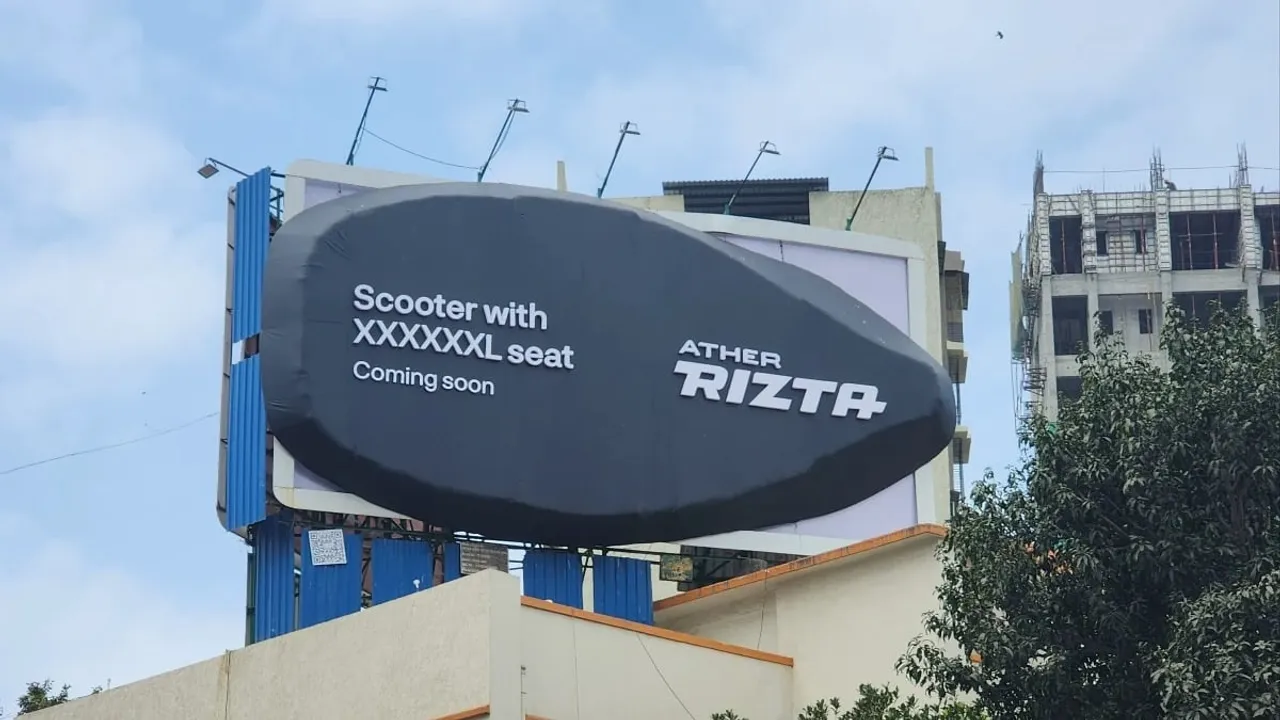 Scooter with
XXXXXXL seat
Coming soon
ATHER
RIZTA